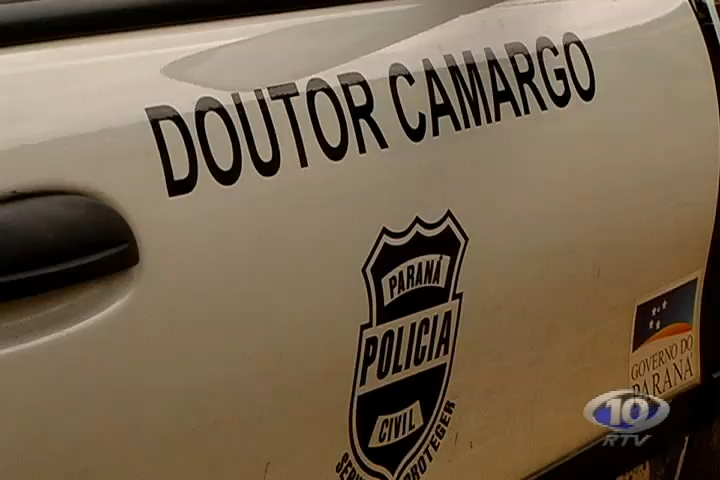 DOUTOR CAMARGO
PARANÁ
POLICIA
CIVIL
PROTEGER
GOVERNO DO
PARANÁ
10
RTV